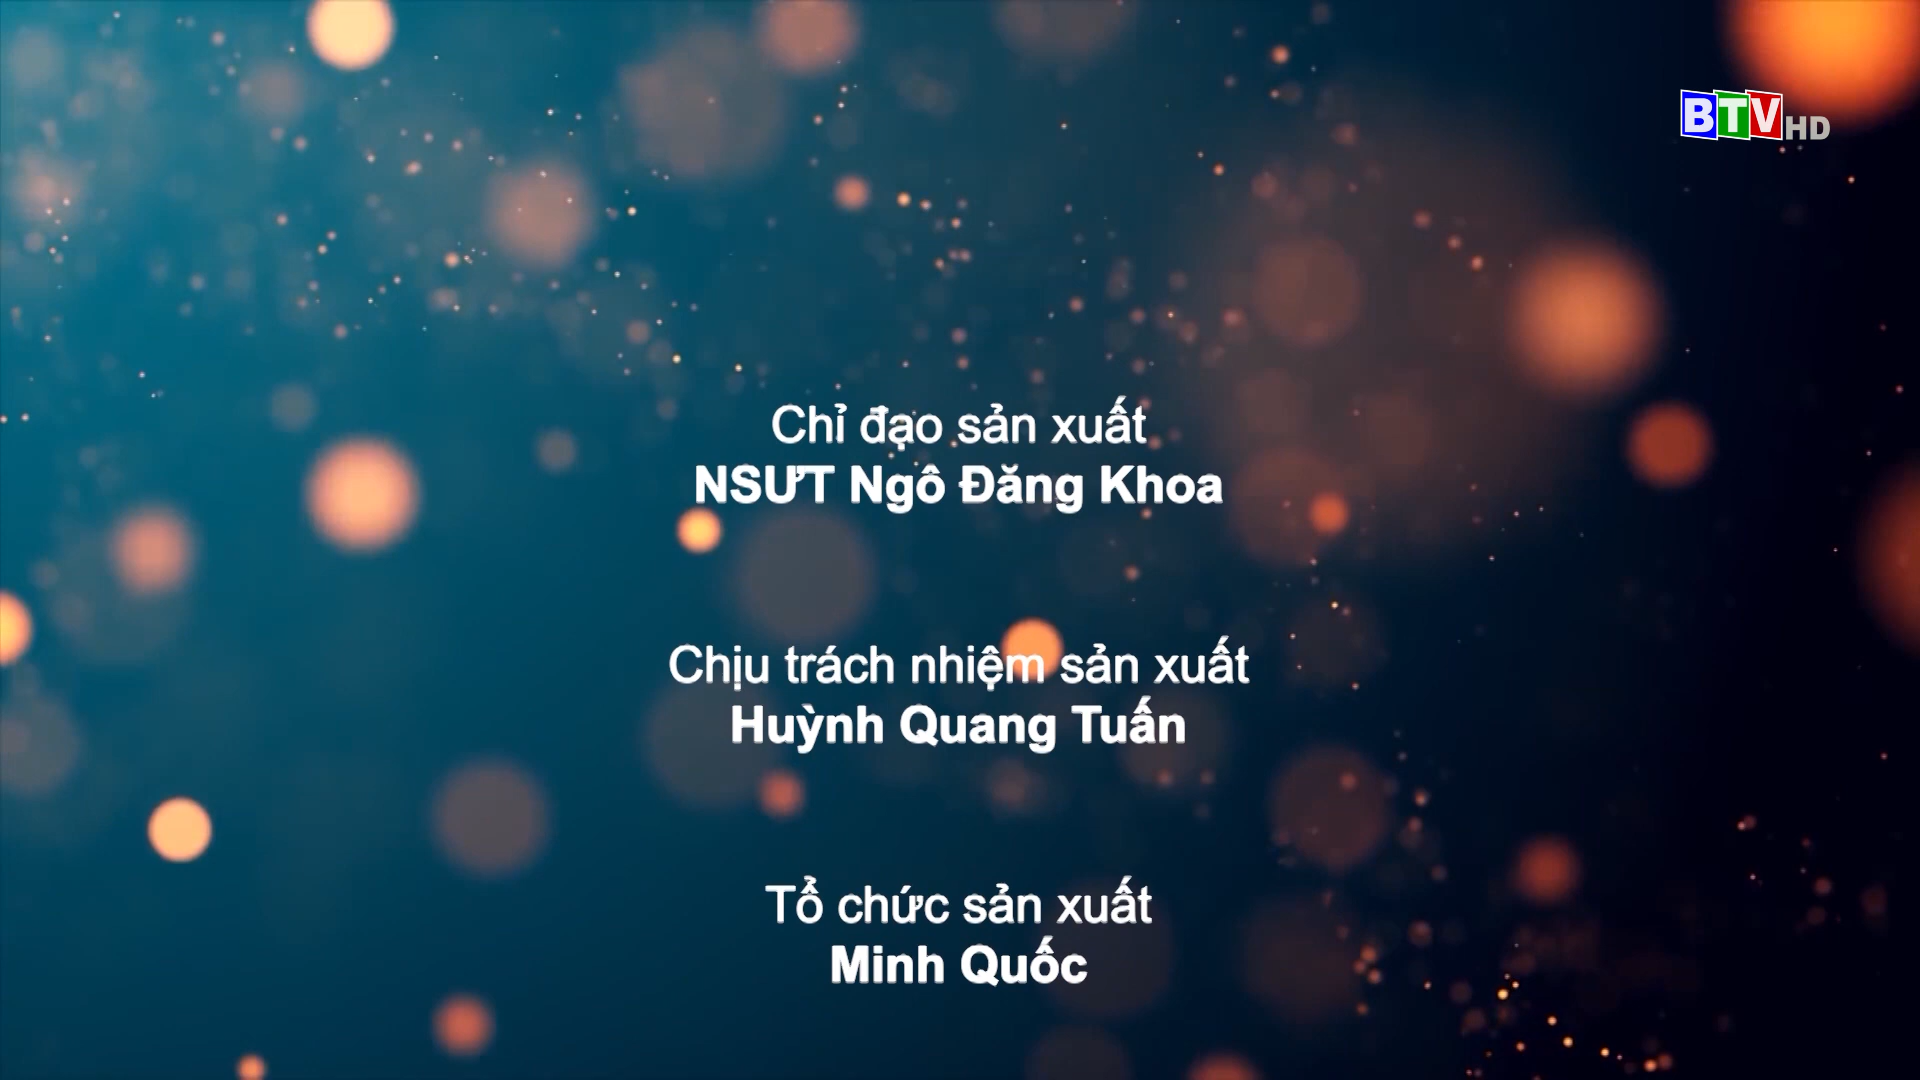 BTV HD
Chỉ đạo sản xuất
NSƯT Ngô Đăng Khoa
Chịu trách nhiệm sản xuất
Huỳnh Quang Tuấn
Tổ chức sản xuất
Minh Quốc